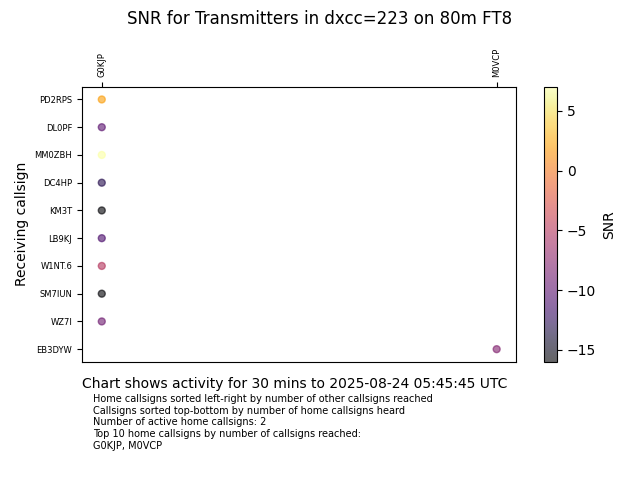 SNR for Transmitters in dxcc=223 on 80m FT8
G0KJP
M0VCP
PD2RPS
DL0PF
MM0ZBH
DC4HP
KM3T
LB9KJ
W1NT.6
SM7IUN
WZ7I
EB3DYW
Receiving callsign
5
0
−5
−10
−15
SNR
Chart shows activity for 30 mins to 2025-08-24 05:45:45 UTC
Home callsigns sorted left-right by number of other callsigns reached
Callsigns sorted top-bottom by number of home callsigns heard
Number of active home callsigns: 2
Top 10 home callsigns by number of callsigns reached:
G0KJP, M0VCP